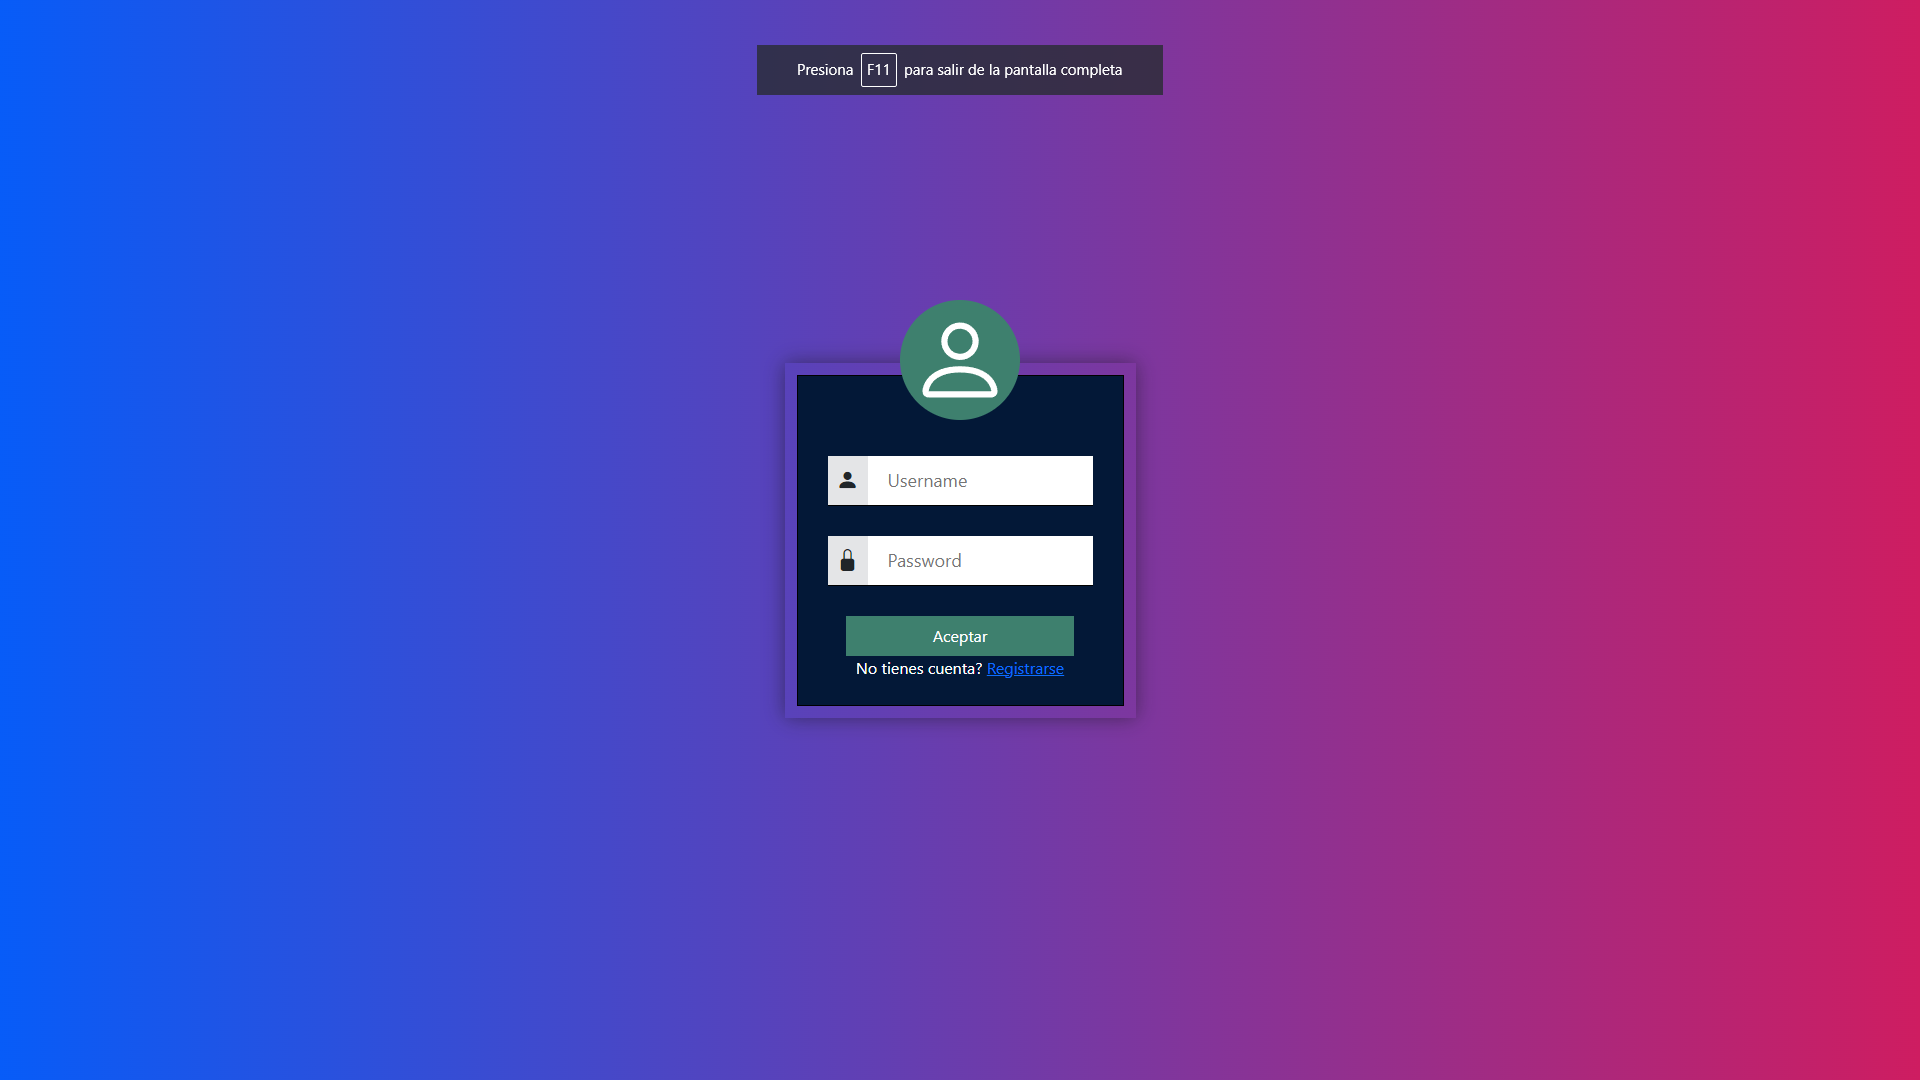 Presiona F11 para salir de la pantalla completa
Username
Password
Aceptar
No tienes cuenta? Registrarse